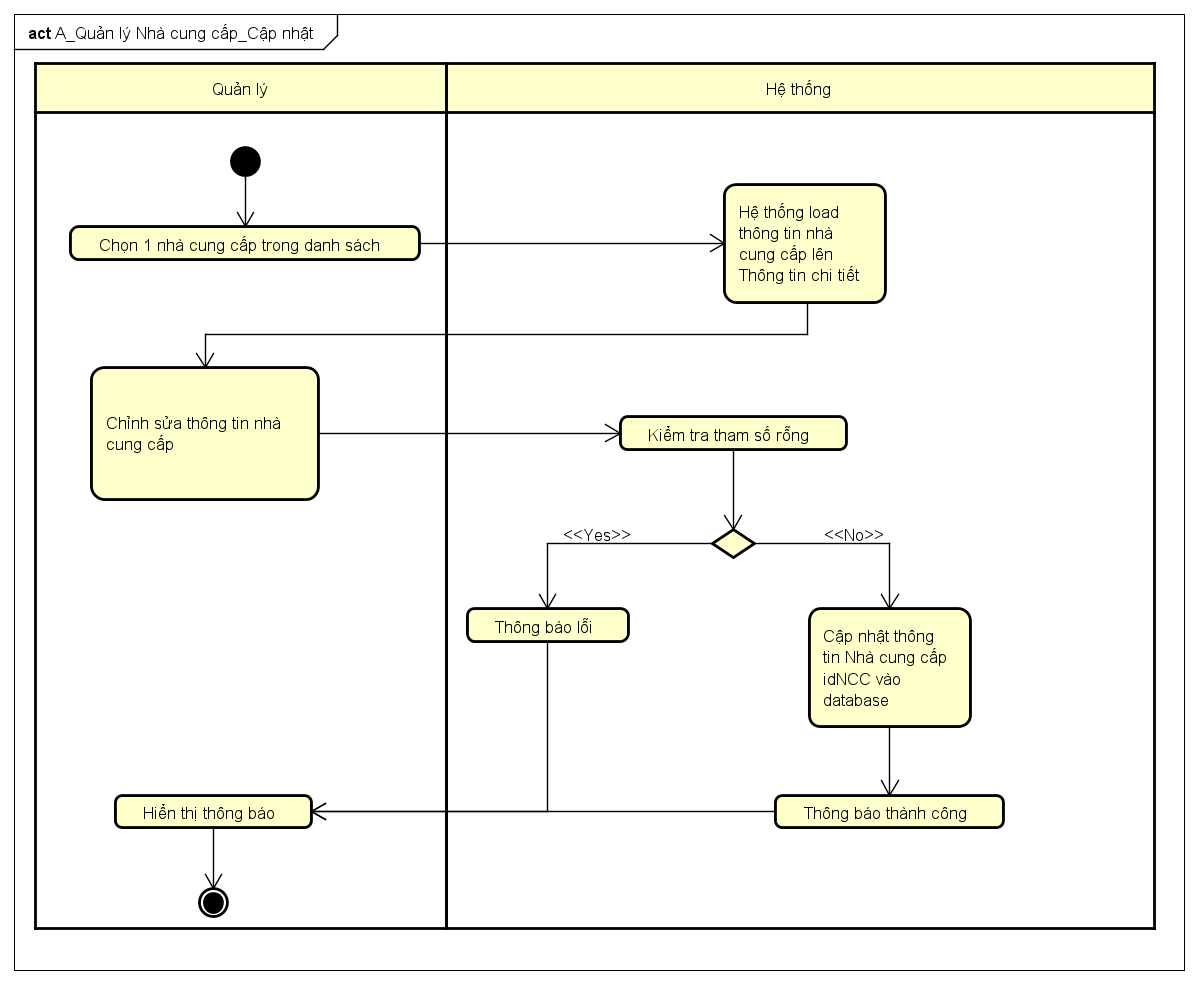 act A_Quản lý Nhà cung cấp_Cập nhật
Quản lý
Hệ thống
Chọn 1 nhà cung cấp trong danh sách
Hệ thống load
thông tin nhà
cung cấp lên
Thông tin chi tiết
Chỉnh sửa thông tin nhà
cung cấp
Kiểm tra tham số rỗng
<<Yes>>
<<No>>
Thông báo lỗi
Cập nhật thông
tin Nhà cung cấp
idNCC vào
database
Hiển thị thông báo
Thông báo thành công